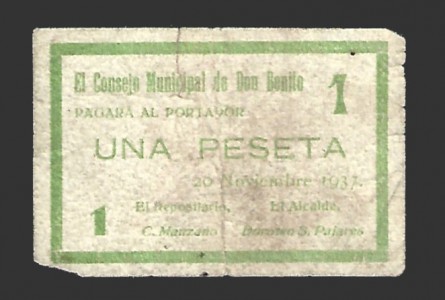 El Consejo Municipal de Don Benito
1
PAGARÁ AL PORTADOR
UNA PESETA
20 Noviembre 1937.
1
El Depositario, El Alcalde,
C. Manzano S. Pajares